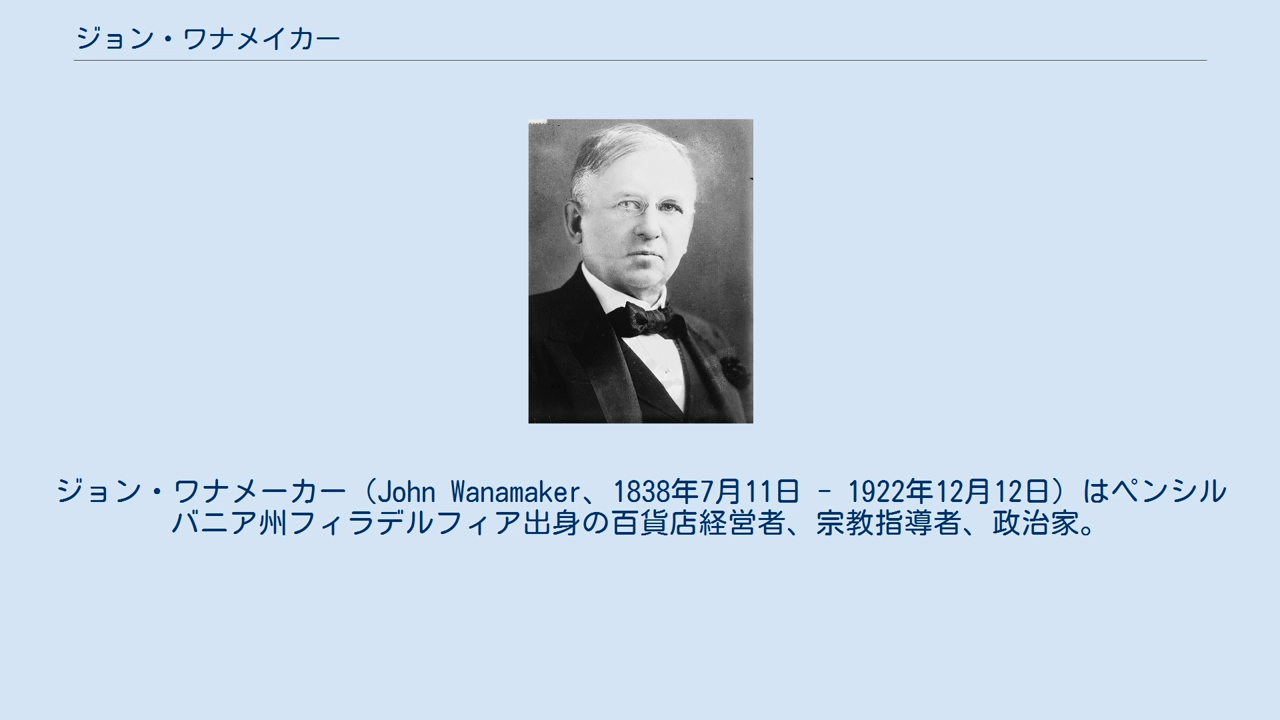 ジョン・ワナメイカー
ジョン・ワナメーカー（John Wanamaker、1838年7月11日 - 1922年12月12日）はペンシル
バニア州フィラデルフィア出身の百貨店経営者、宗教指導者、政治家。